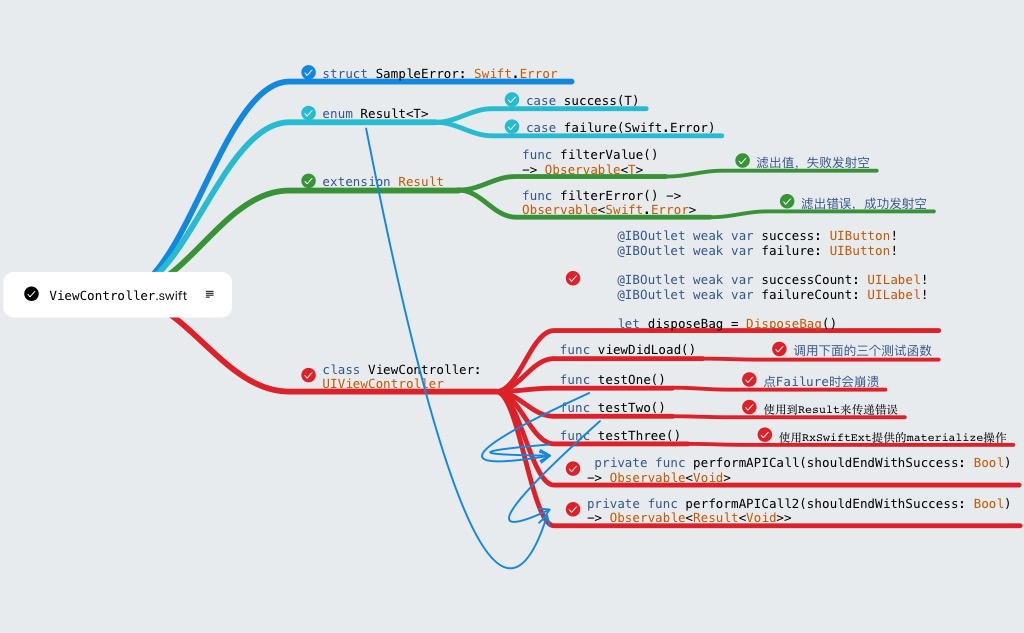 struct SampleError: Swift.Error
enum Result<T>
case success(T)
case failure(Swift.Error)
extension Result
func filterValue()
-> Observable<T>
滤出值，失败发射空
func filterError() ->
Observable<Swift.Error>
滤出错误，成功发射空
ViewController.swift
@IBOutlet weak var success: UIButton!
@IBOutlet weak var failure: UIButton!
@IBOutlet weak var successCount: UILabel!
@IBOutlet weak var failureCount: UILabel!
let disposeBag = DisposeBag()
class ViewController:
UIViewController
func viewDidLoad()
调用下面的三个测试函数
func testOne()
点Failure时会崩溃
func testTwo()
使用到Result来传递错误
func testThree()
使用RxSwiftExt提供的materialize操作
private func performAPICall(shouldEndWithSuccess: Bool)
-> Observable<Void>
private func performAPICall2(shouldEndWithSuccess: Bool)
-> Observable<Result<Void>>